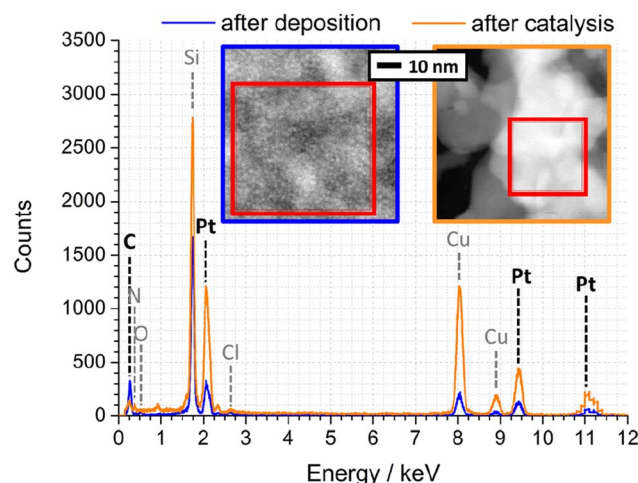 after deposition after catalysis
3500
3000
2500
2000
1500
1000
500
0
Counts
Si
10 nm
C
Pt
N
O
Cl
Cu
Cu
Pt
Pt
0 1 2 3 4 5 6 7 8 9 10 11 12
Energy / keV